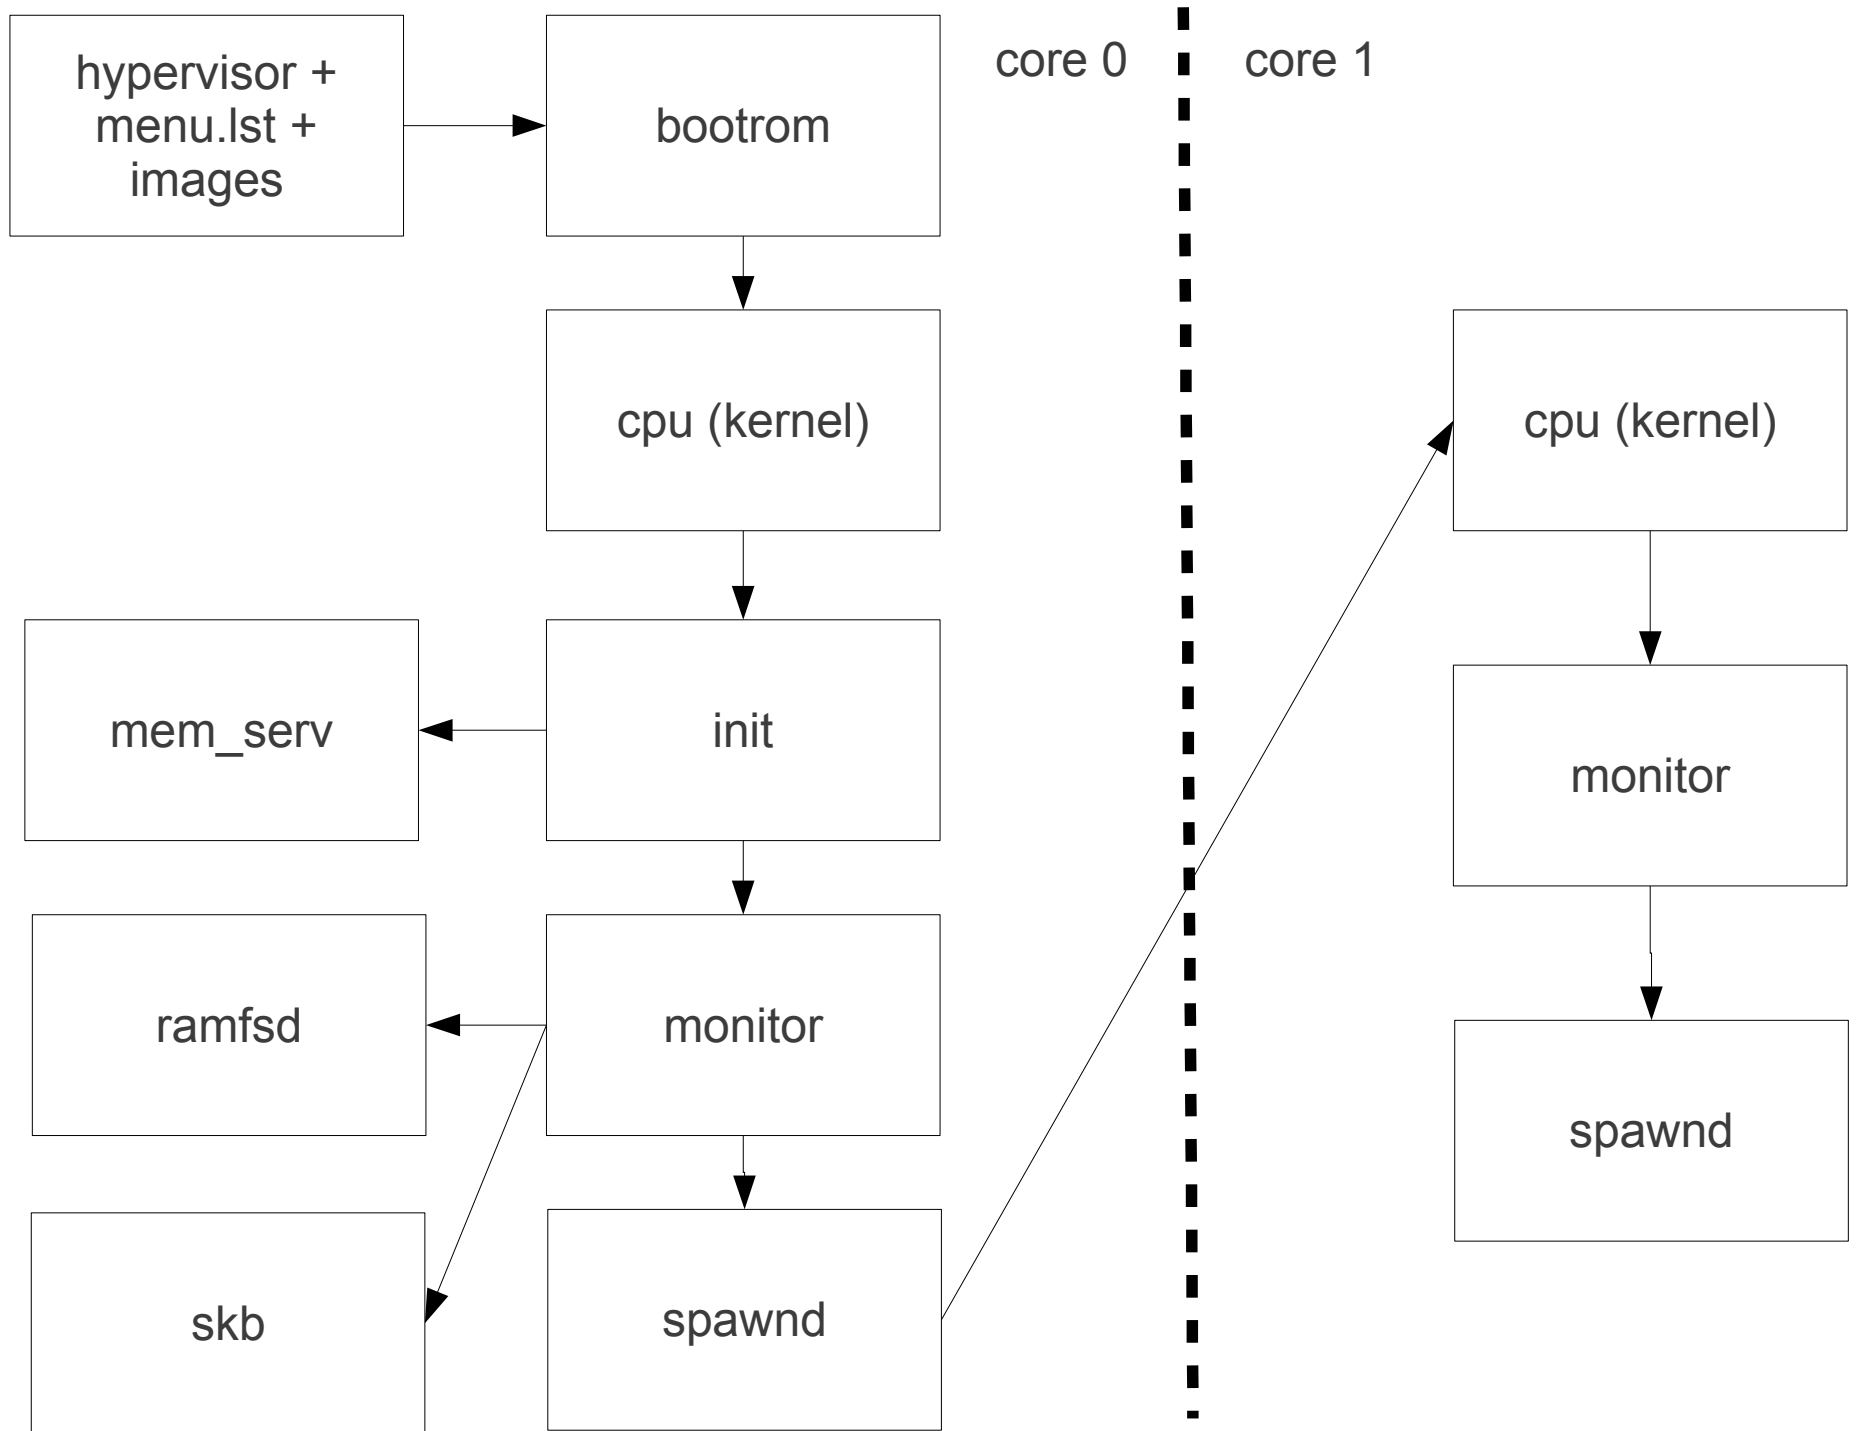 hypervisor +
menu.lst +
images
bootrom
core 0
core 1
cpu (kernel)
cpu (kernel)
mem_serv
init
monitor
ramfsd
monitor
spawnd
skb
spawnd